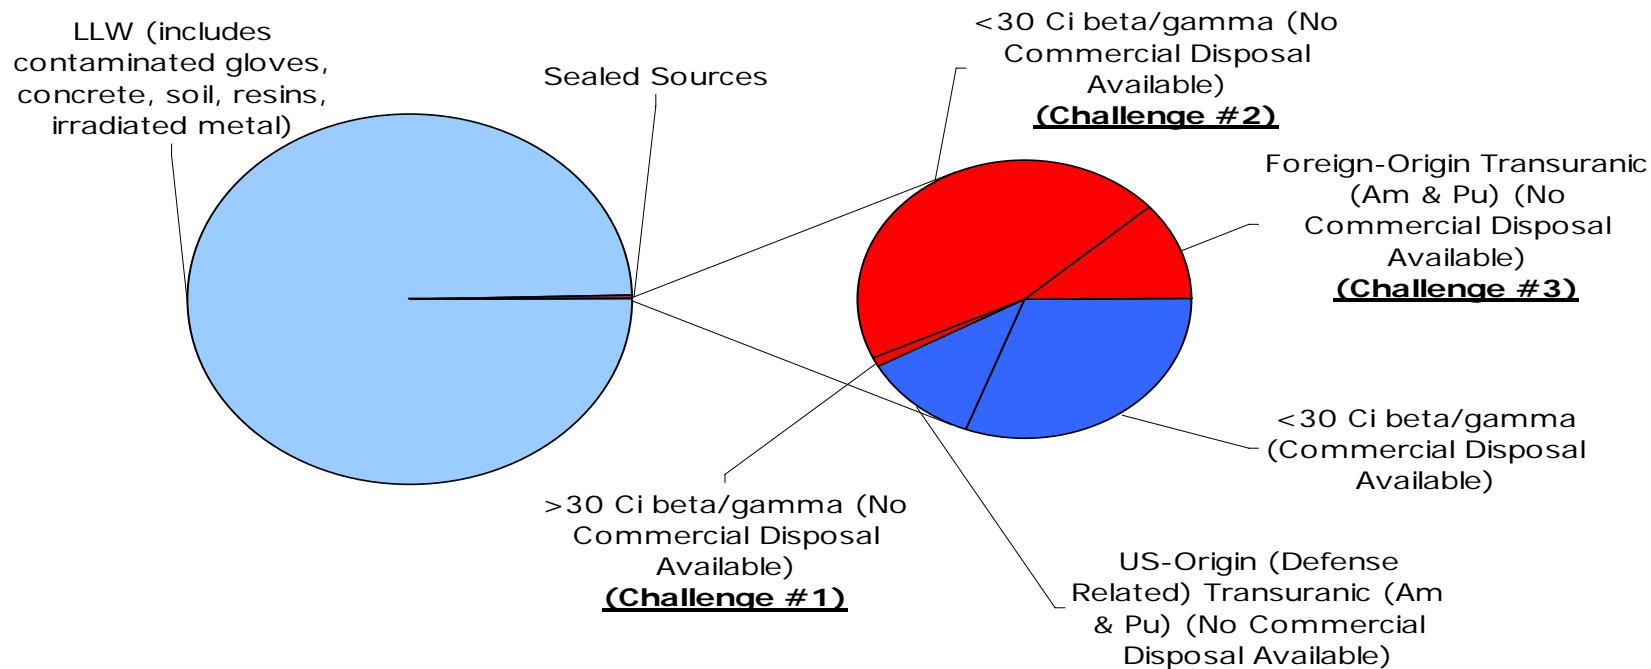 LLW (includes
contaminated gloves,
concrete, soil, resins,
irradiated metal)
Sealed Sources
<30 Ci beta/gamma (No
Commercial Disposal
Available)
(Challenge #2)
Foreign-Origin Transuranic
(Am & Pu) (No
Commercial Disposal
Available)
(Challenge #3)
<30 Ci beta/gamma
(Commercial Disposal
Available)
>30 Ci beta/gamma (No
Commercial Disposal
Available)
(Challenge #1)
US-Origin (Defense
Related) Transuranic (Am
& Pu) (No Commercial
Disposal Available)